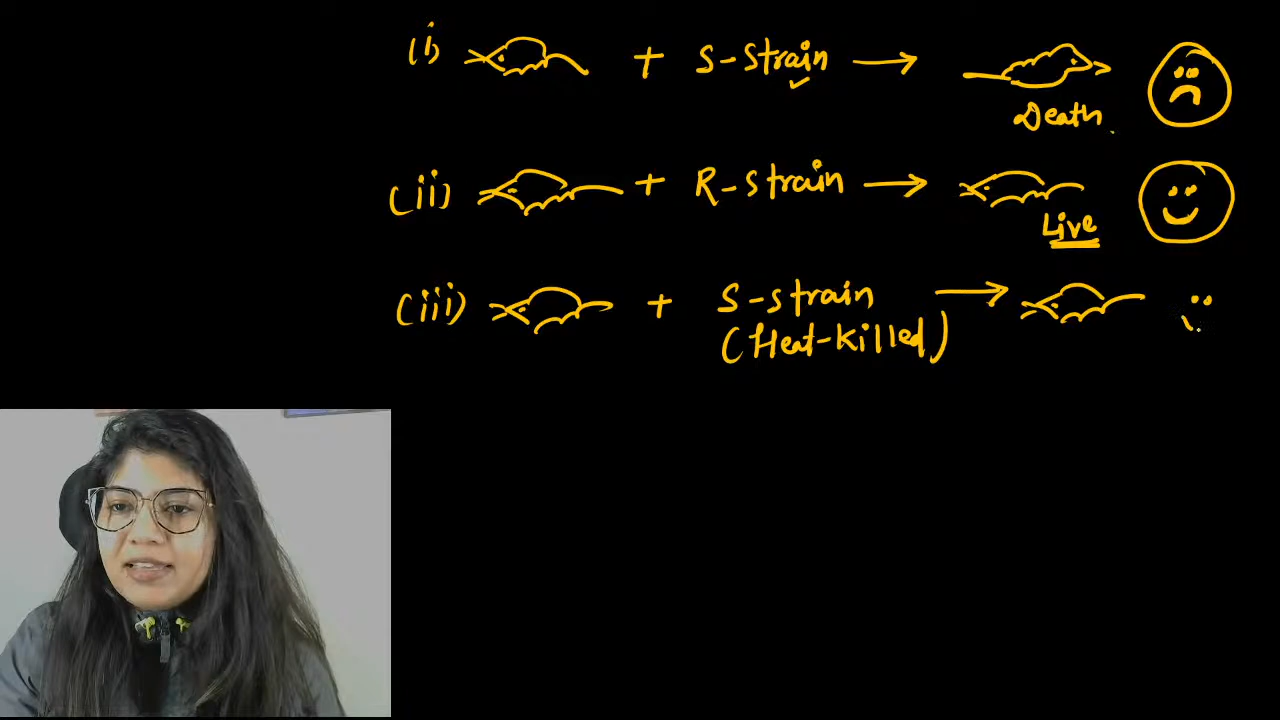 (i) + S-Strain → Death
(ii) + R-Strain → Live
(iii) + S-Strain →
(Heat-Killed)